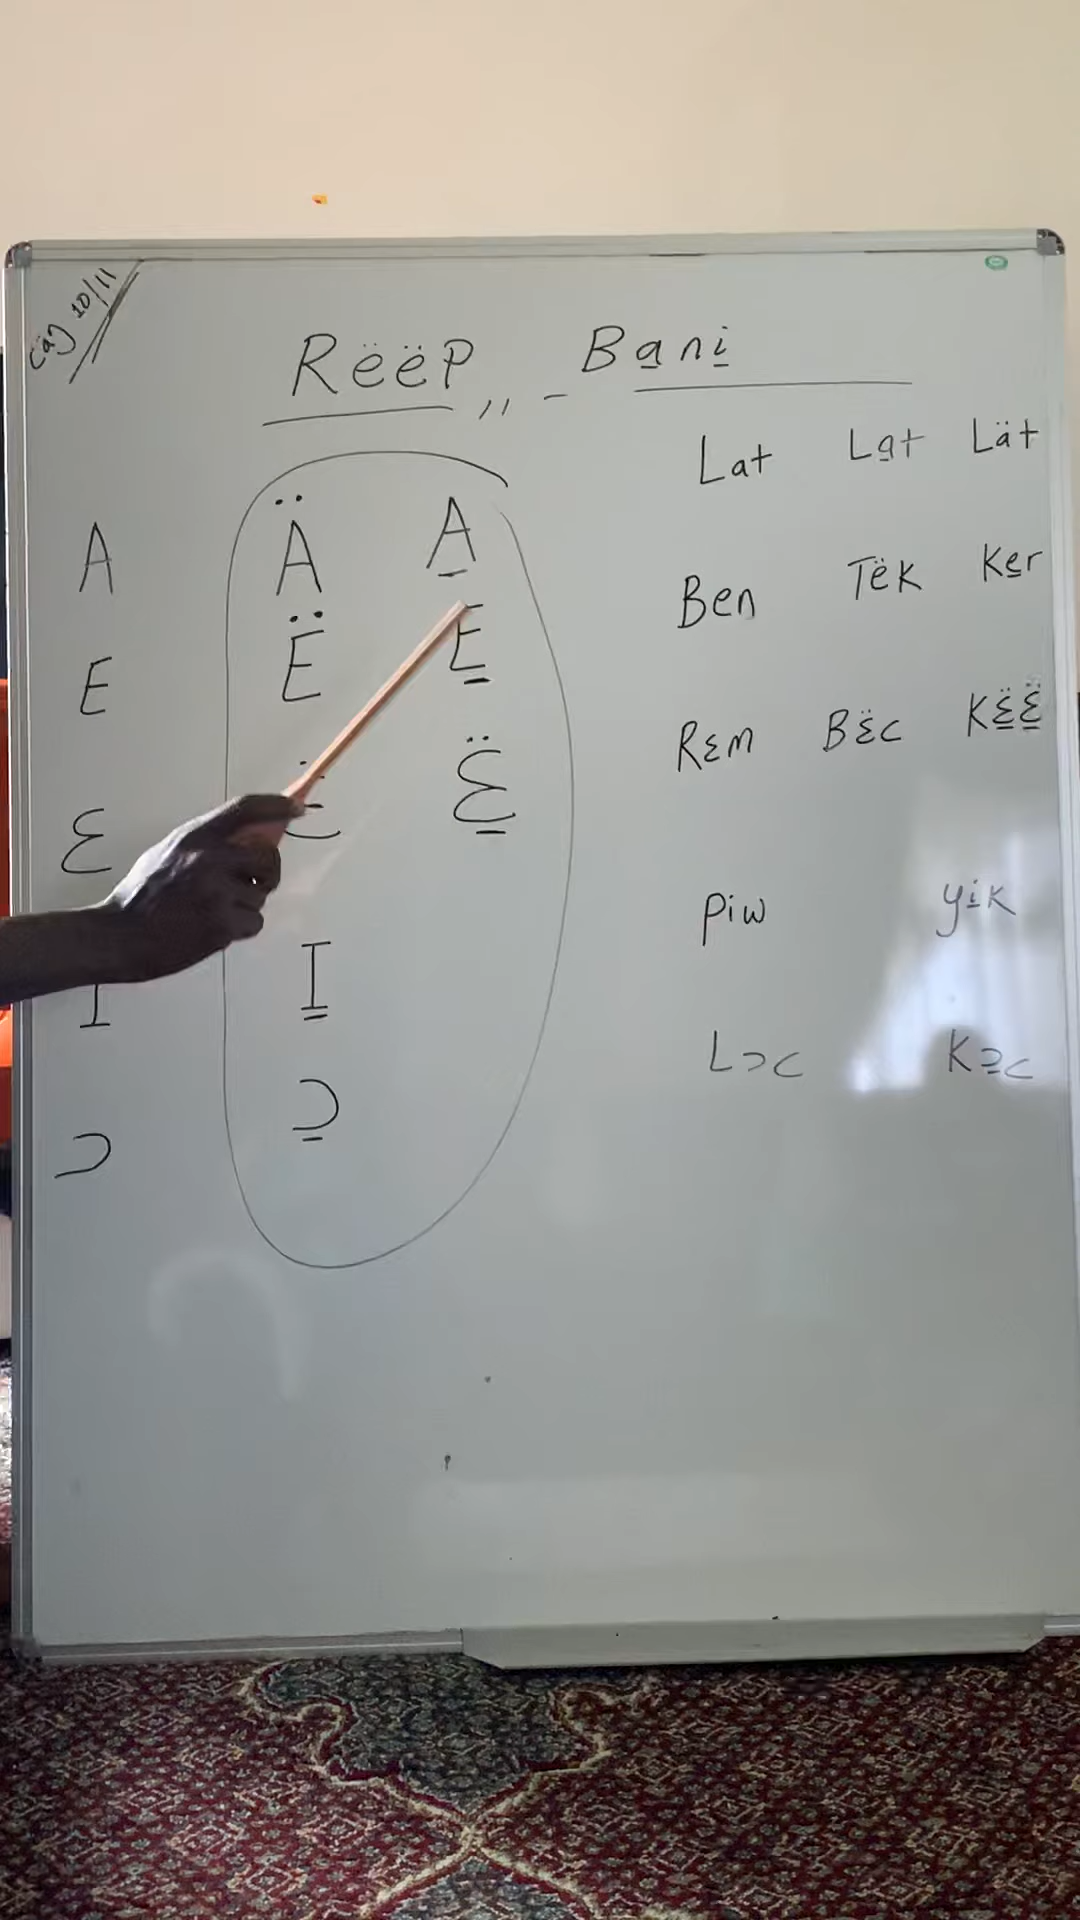 Cäŋ 10/11
Rëëp ,, _ Ba̱ni̱
Lat La̱t Lät
A Ä A̱
Ben Tëk Ke̱r
E Ë E̱
Rɛm Bɛ̈c Kɛ̱̈ɛ̱̈
Ɛ Ɛ̱̈
Piw yi̱k
I I̱
Lɔc Kɔ̱c
Ɔ Ɔ̱